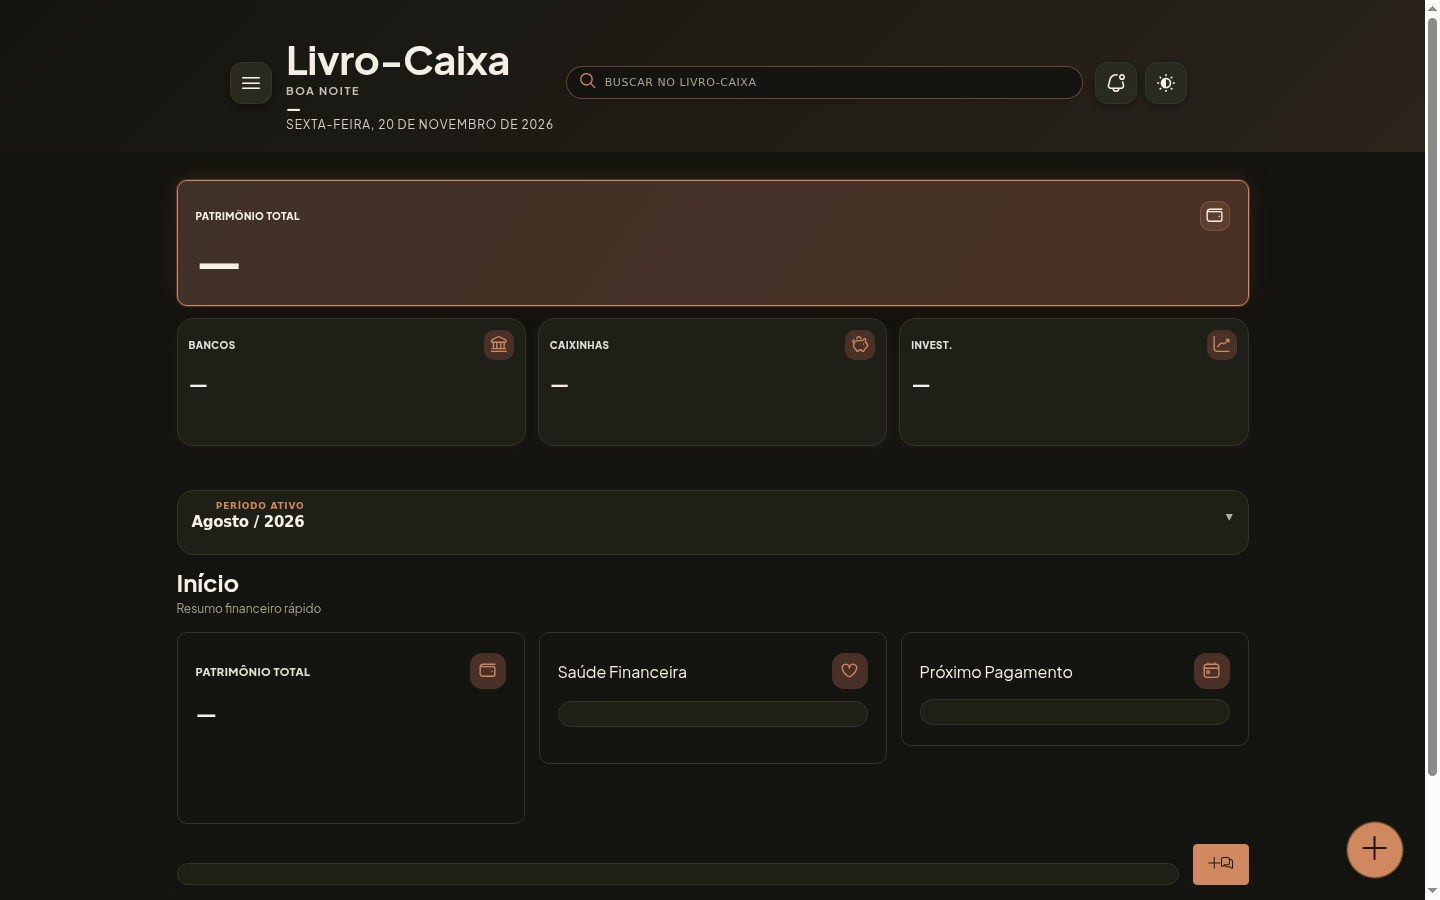 Livro-Caixa
BOA NOITE
—
SEXTA-FEIRA, 20 DE NOVEMBRO DE 2026
BUSCAR NO LIVRO-CAIXA
PATRIMÔNIO TOTAL
—
BANCOS
—
CAIXINHAS
—
INVEST.
—
PERÍODO ATIVO
Agosto / 2026
Início
Resumo financeiro rápido
PATRIMÔNIO TOTAL
—
Saúde Financeira
Próximo Pagamento